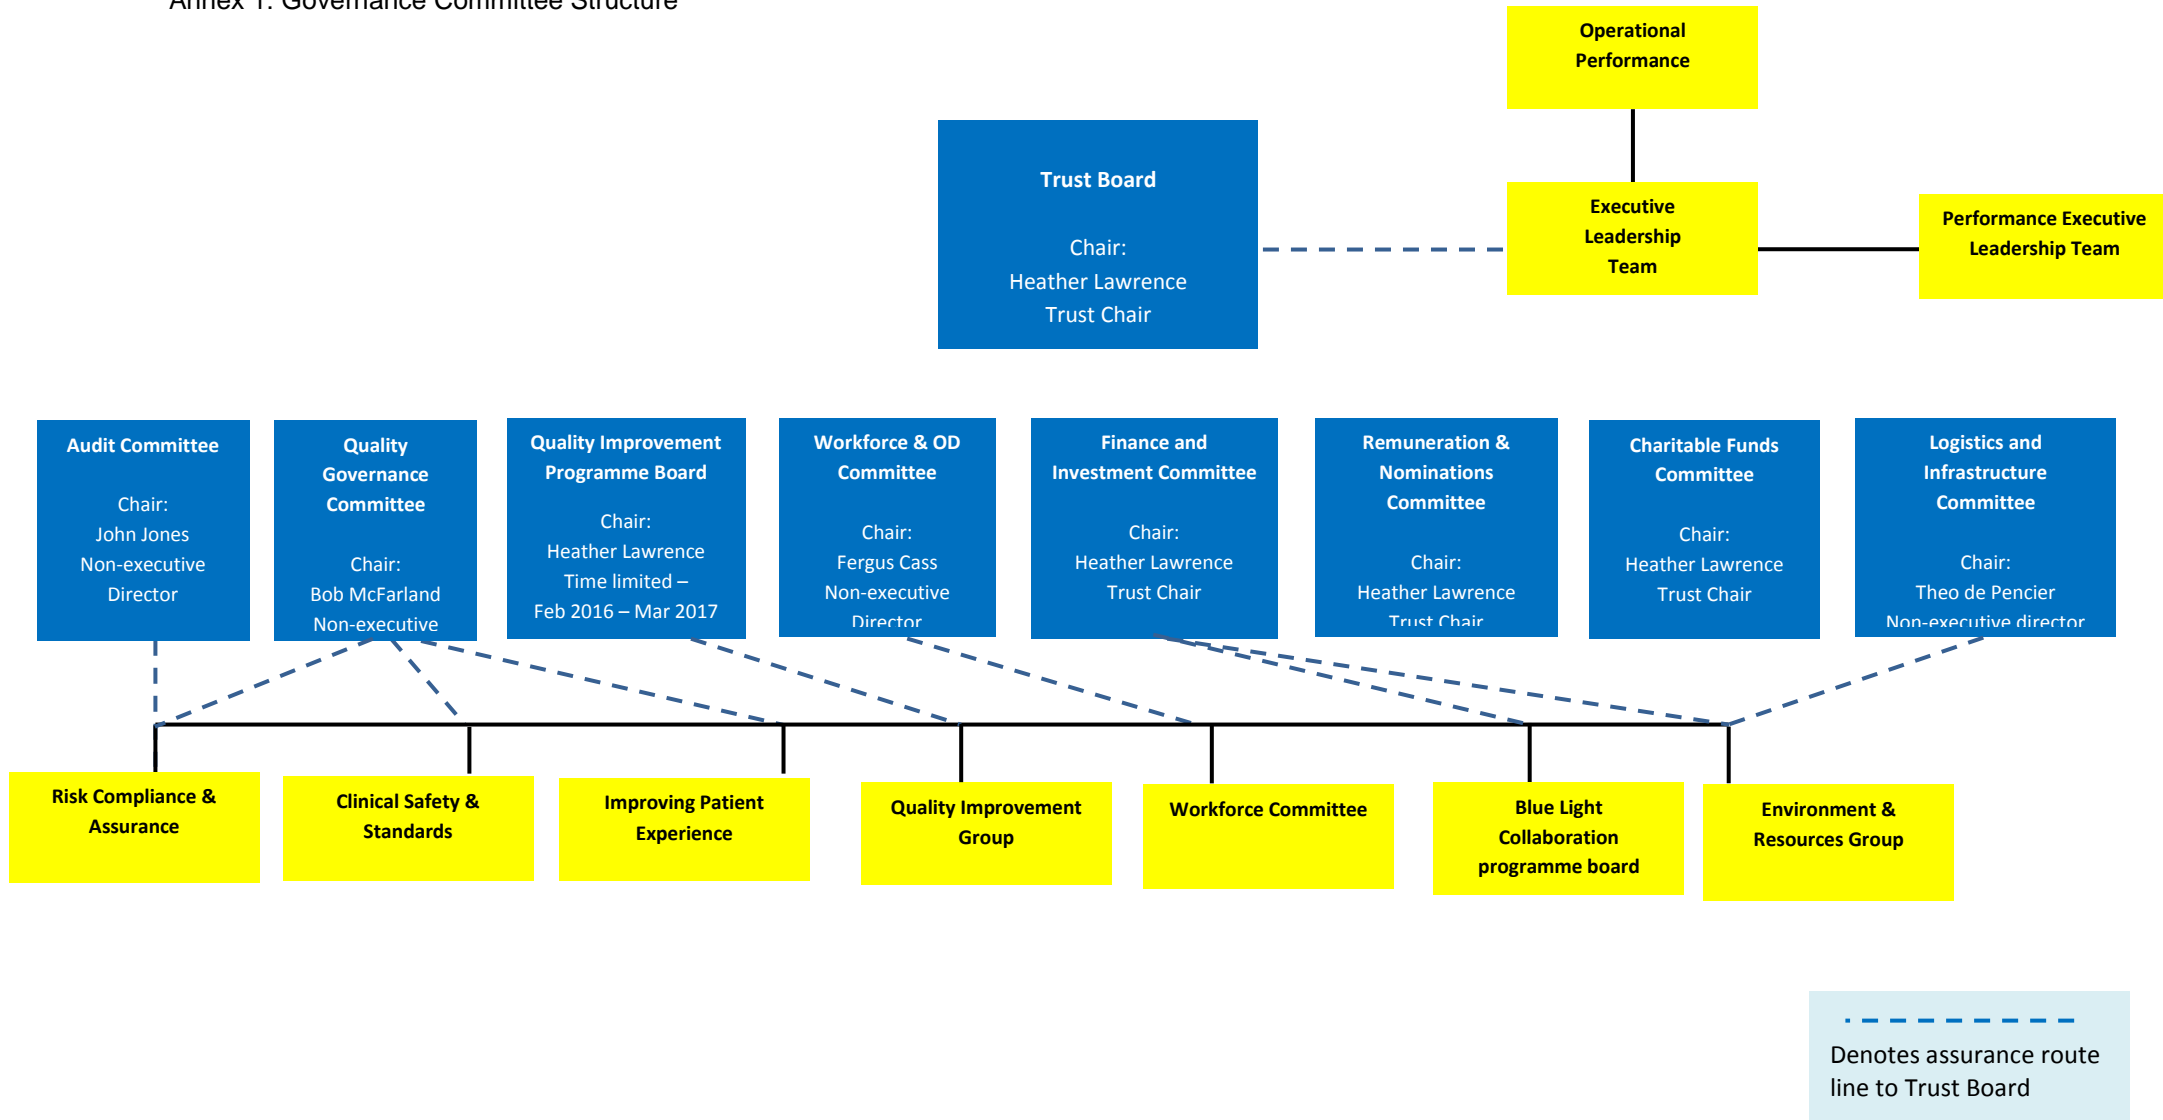 Annex 1: Governance Committee Structure
Operational
Performance
Trust Board
Chair:
Heather Lawrence
Trust Chair
Executive
Leadership
Team
Performance Executive
Leadership Team
Audit Committee
Chair:
John Jones
Non-executive
Director
Quality
Governance
Committee
Chair:
Bob McFarland
Non-executive
Quality Improvement
Programme Board
Chair:
Heather Lawrence
Time limited –
Feb 2016 – Mar 2017
Workforce & OD
Committee
Chair:
Fergus Cass
Non-executive
Director
Finance and
Investment Committee
Chair:
Heather Lawrence
Trust Chair
Remuneration &
Nominations
Committee
Chair:
Heather Lawrence
Trust Chair
Charitable Funds
Committee
Chair:
Heather Lawrence
Trust Chair
Logistics and
Infrastructure
Committee
Chair:
Theo de Pencier
Non-executive director
Risk Compliance &
Assurance
Clinical Safety &
Standards
Improving Patient
Experience
Quality Improvement
Group
Workforce Committee
Blue Light
Collaboration
programme board
Environment &
Resources Group
Denotes assurance route
line to Trust Board